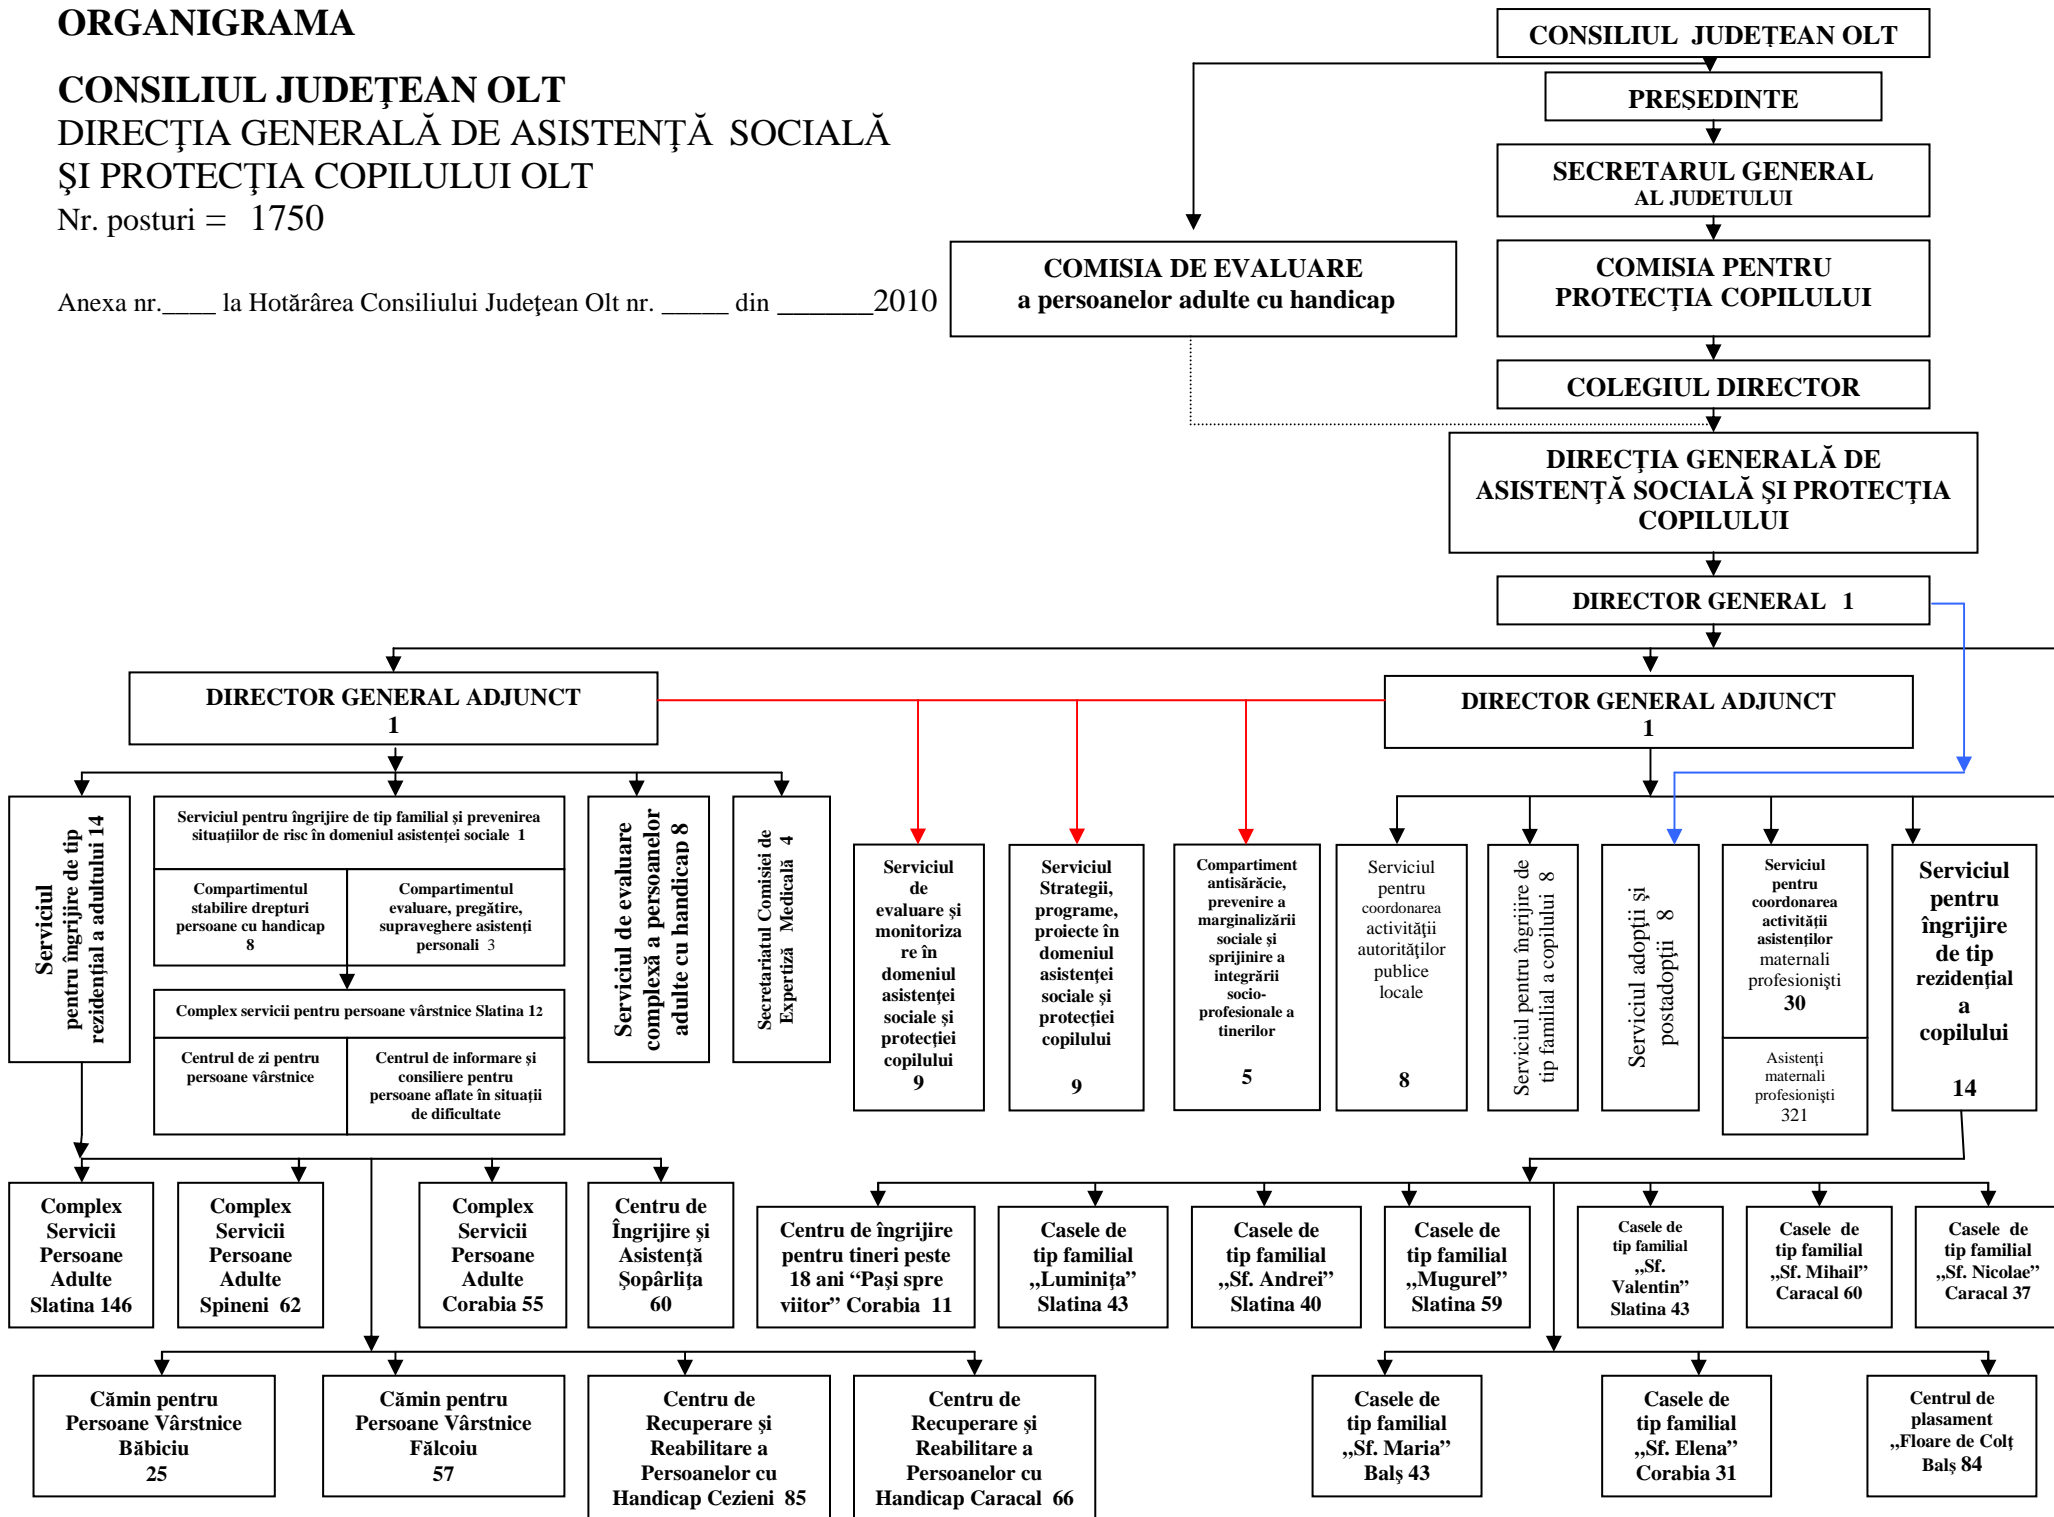 ORGANIGRAMA
CONSILIUL JUDEŢEAN OLT
DIRECŢIA GENERALĂ DE ASISTENŢĂ SOCIALĂ
ŞI PROTECŢIA COPILULUI OLT
Nr. posturi = 1750
Anexa nr.____ la Hotărârea Consiliului Judeţean Olt nr. _____ din _______2010
CONSILIUL JUDEŢEAN OLT
PREŞEDINTE
SECRETARUL GENERAL
AL JUDETULUI
COMISIA DE EVALUARE
a persoanelor adulte cu handicap
COMISIA PENTRU
PROTECŢIA COPILULUI
COLEGIUL DIRECTOR
DIRECŢIA GENERALĂ DE
ASISTENŢĂ SOCIALĂ ŞI PROTECŢIA
COPILULUI
DIRECTOR GENERAL 1
DIRECTOR GENERAL ADJUNCT
1
DIRECTOR GENERAL ADJUNCT
1
Serviciul
pentru îngrijire de tip
rezidenţial a adultului 14
Serviciul pentru îngrijire de tip familial şi prevenirea
situaţiilor de risc în domeniul asistenţei sociale 1
Compartimentul
stabilire drepturi
persoane cu handicap
8
Compartimentul
evaluare, pregătire,
supraveghere asistenţi
personali 3
Complex servicii pentru persoane vârstnice Slatina 12
Centrul de zi pentru
persoane vârstnice
Centrul de informare şi
consiliere pentru
persoane aflate în situaţii
de dificultate
Serviciul de evaluare
complexă a persoanelor
adulte cu handicap 8
Secretariatul Comisiei de
Expertiză Medicală 4
Serviciul
de
evaluare şi
monitoriza
re în
domeniul
asistenţei
sociale şi
protecţiei
copilului
9
Serviciul
Strategii,
programe,
proiecte în
domeniul
asistenţei
sociale şi
protecţiei
copilului
9
Compartiment
antisărăcie,
prevenire a
marginalizării
sociale şi
sprijinire a
integrării
socio-
profesionale a
tinerilor
5
Serviciul
pentru
coordonarea
activităţii
autorităţilor
publice
locale
8
Serviciul pentru îngrijire de
tip familial a copilului 8
Serviciul adopţii şi
postadopţii 8
Serviciul
pentru
coordonarea
activităţii
asistenţilor
maternali
profesionişti
30
Asistenţi
maternali
profesionişti
321
Serviciul
pentru
îngrijire
de tip
rezidenţial
a
copilului
14
Complex
Servicii
Persoane
Adulte
Slatina 146
Complex
Servicii
Persoane
Adulte
Spineni 62
Complex
Servicii
Persoane
Adulte
Corabia 55
Centru de
Îngrijire şi
Asistenţă
Şopârliţa
60
Centru de îngrijire
pentru tineri peste
18 ani “Paşi spre
viitor” Corabia 11
Casele de
tip familial
„Luminiţa”
Slatina 43
Casele de
tip familial
„Sf. Andrei”
Slatina 40
Casele de
tip familial
„Mugurel”
Slatina 59
Casele de
tip familial
„Sf.
Valentin”
Slatina 43
Casele de
tip familial
„Sf. Mihail”
Caracal 60
Casele de
tip familial
„Sf. Nicolae”
Caracal 37
Cămin pentru
Persoane Vârstnice
Băbiciu
25
Cămin pentru
Persoane Vârstnice
Fălcoiu
57
Centru de
Recuperare şi
Reabilitare a
Persoanelor cu
Handicap Cezieni 85
Centru de
Recuperare şi
Reabilitare a
Persoanelor cu
Handicap Caracal 66
Casele de
tip familial
„Sf. Maria”
Balş 43
Casele de
tip familial
„Sf. Elena”
Corabia 31
Centrul de
plasament
„Floare de Colţ
Balş 84